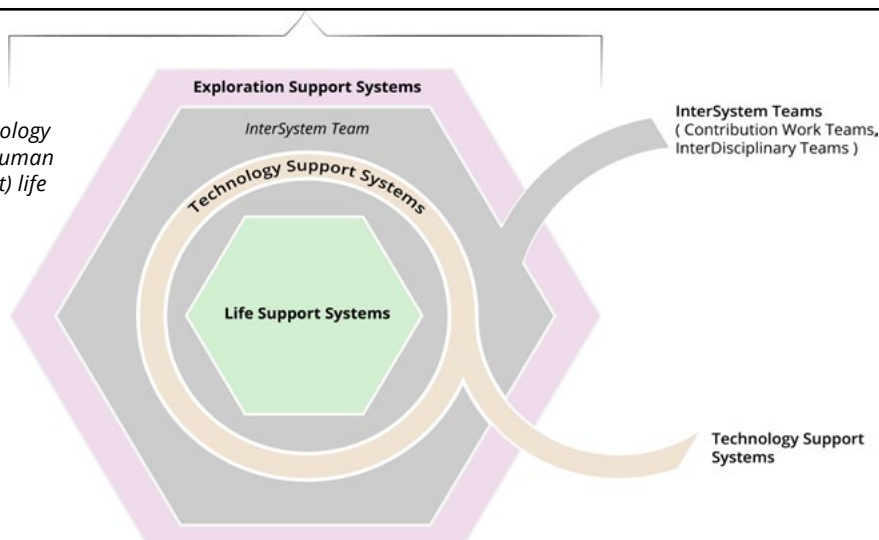 Exploration Support Systems
InterSystem Team
Technology Support Systems
Life Support Systems
InterSystem Teams
( Contribution Work Teams,
InterDisciplinary Teams )
Technology Support
Systems
ology
uman
t) life